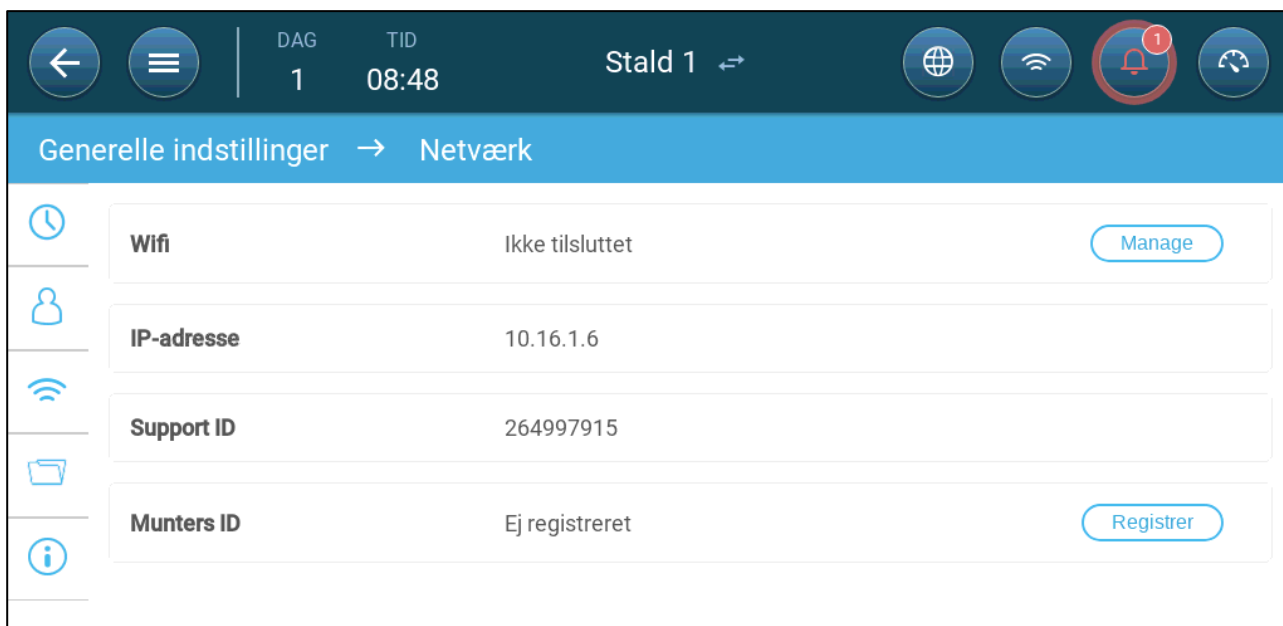 DAG TID
1 08:48
Stald 1
1
Generelle indstillinger → Netværk
Wifi Ikke tilsluttet Manage
IP-adresse 10.16.1.6
Support ID 264997915
Munters ID Ej registreret Registrer